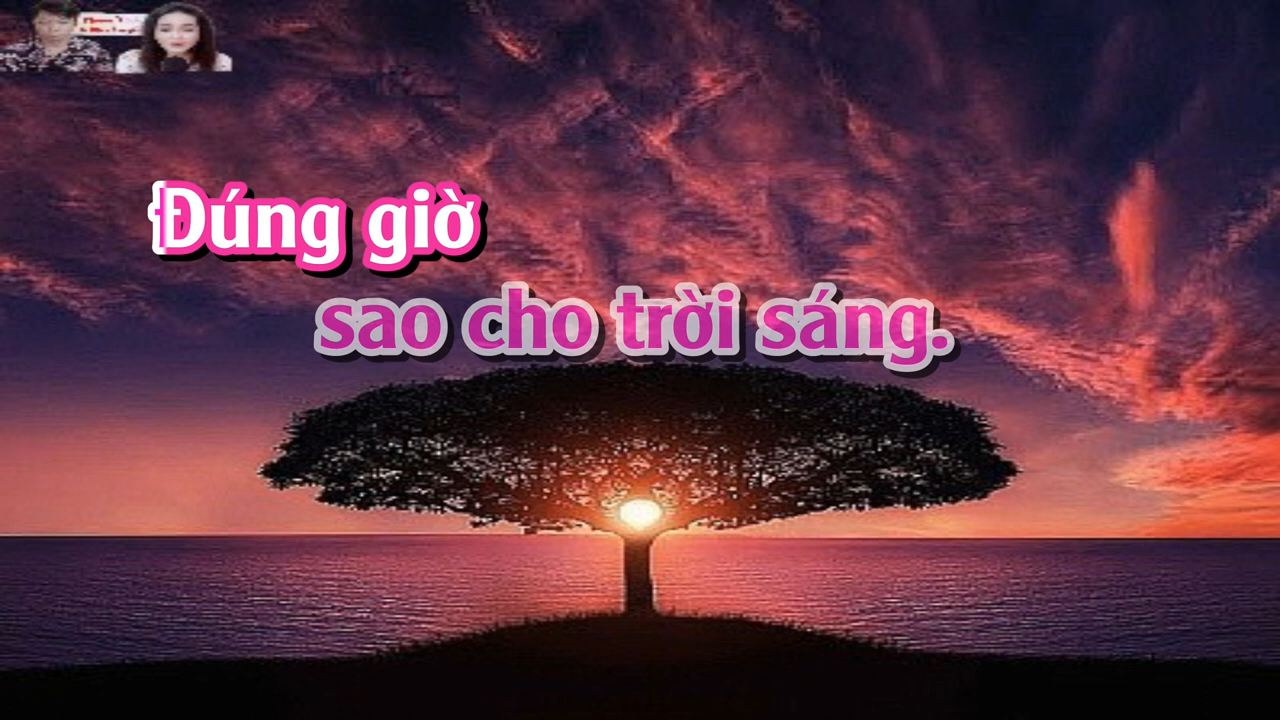 Đúng giờ
sao cho trời sáng.